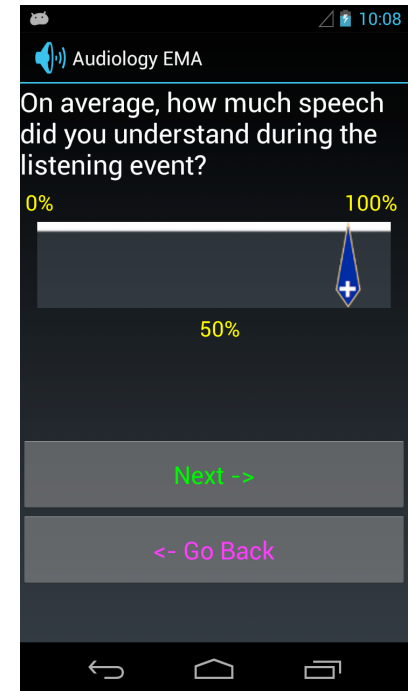 10:08
Audiology EMA
On average, how much speech
did you understand during the
listening event?
0% 100%
50%
Next ->
<- Go Back